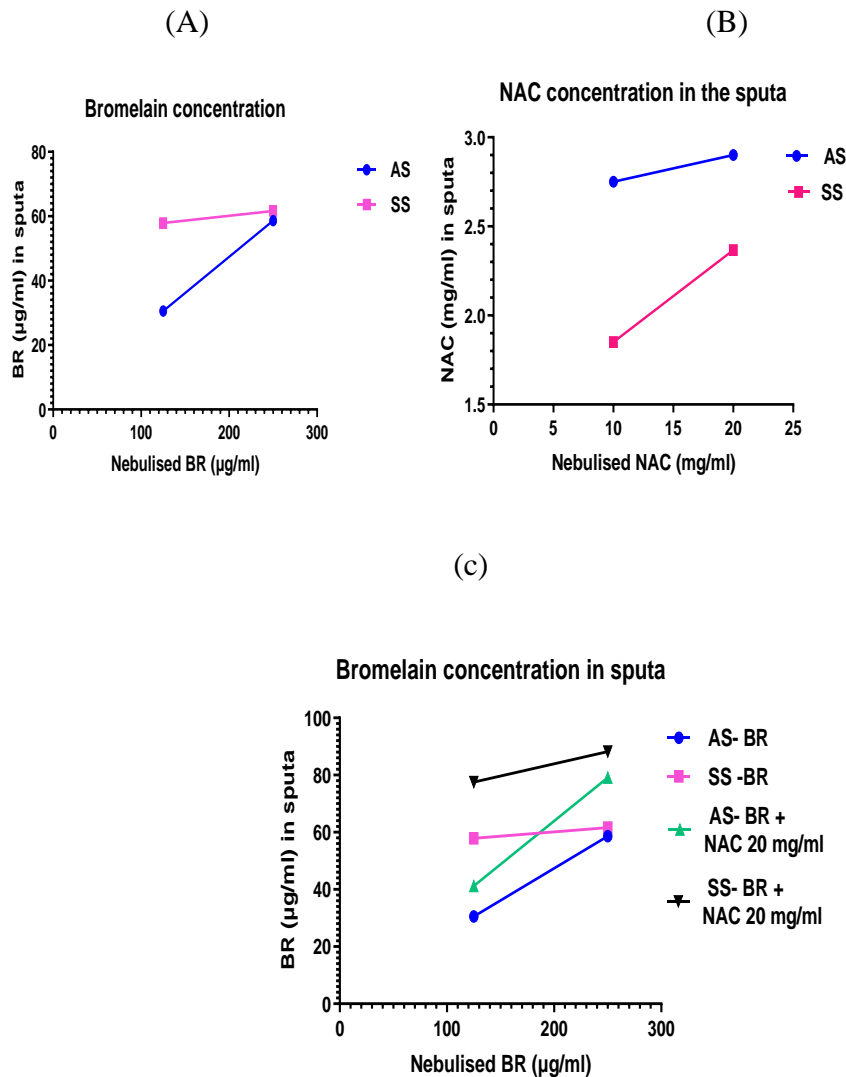 (A)
(B)
Bromelain concentration
BR (µg/ml) in sputa
80
60
40
20
0
0
100
200
300
Nebulised BR (µg/ml)
AS
SS
NAC concentration in the sputa
NAC (mg/ml) in sputa
3.0
2.5
2.0
1.5
0
5
10
15
20
25
Nebulised NAC (mg/ml)
AS
SS
(c)
Bromelain concentration in sputa
BR (µg/ml) in sputa
100
80
60
40
20
0
0
100
200
300
Nebulised BR (µg/ml)
AS- BR
SS -BR
AS- BR +
NAC 20 mg/ml
SS- BR +
NAC 20 mg/ml